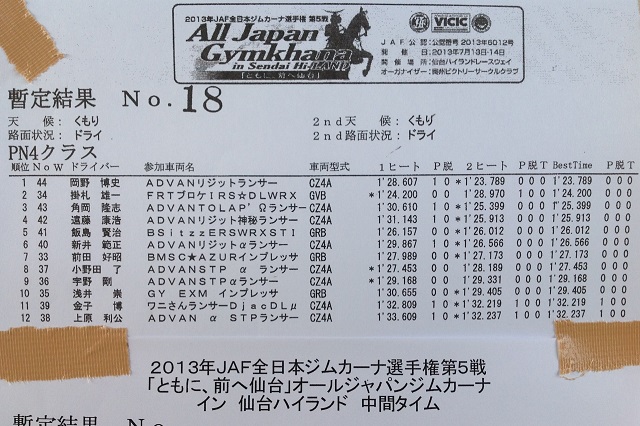 2013年JAF全日本ジムカーナ選手権 第5戦
All Japan
Gymkhana
in Sendai Hi-LAND
「ともに、前へ仙台」
VICIC
JAF公認:公認番号2013年6012号
開催日:2013年7月13日-14日
開催場所:仙台ハイランドレースウェイ
オーガナイザー:奥州ビクトリーサークルクラブ
暫定結果 No.18
天候: くもり 2nd天候: くもり
路面状況: ドライ 2nd路面状況: ドライ
PN4クラス
順位 NoW ドライバー 参加車両名 車両型式 1ヒート P脱 2ヒート P脱T BestTime P脱T
1 44 岡野 博史 ADVANリジットランサー CZ4A 1'28.607 1 0 *1'23.789 0 0 0 1'23.789 0 0 0
2 34 掛札 雄一 FRTプロケIRS☆DLWRX GVB *1'24.200 0 0 1'28.970 1 0 0 1'24.200 0 0 0
3 43 角岡 隆志 ADVANTOLAP'Ωランサー CZ4A 1'30.610 1 0 *1'25.399 0 0 0 1'25.399 0 0 0
4 42 遠藤 康浩 ADVANリジット神秘ランサー CZ4A 1'31.143 1 0 *1'25.913 0 0 0 1'25.913 0 0 0
5 41 飯島 賢治 BSitzzERSWRXSTI GRB 1'26.157 0 0 *1'26.012 0 0 0 1'26.012 0 0 0
6 40 新井 範正 ADVANリジットαランサー CZ4A 1'29.867 1 0 *1'26.566 0 0 0 1'26.566 0 0 0
7 33 前田 好昭 BMSC★AZURインプレッサ GRB 1'27.989 0 0 *1'27.173 0 0 0 1'27.173 0 0 0
8 37 小野田 了 ADVANSTP α ランサー CZ4A *1'27.453 0 0 1'28.189 0 0 0 1'27.453 0 0 0
9 36 宇野 剛 ADVANSTPαランサー CZ4A *1'29.168 0 0 1'29.331 0 0 0 1'29.168 0 0 0
10 35 浅井 崇 GY EXM インプレッサ GRB 1'30.655 0 0 *1'29.405 0 0 0 1'29.405 0 0 0
11 39 金子 博 ワニさんランサーDjacDLμ CZ4A 1'32.809 1 0 *1'32.219 1 0 0 1'32.219 1 0 0
12 38 上原 利公 ADVAN α STPランサー CZ4A 1'33.609 1 0 *1'32.237 1 0 0 1'32.237 1 0 0
2013年JAF全日本ジムカーナ選手権第5戦
「ともに、前へ仙台」オールジャパンジムカーナ
イン 仙台ハイランド 中間タイム
暫定結果 No.